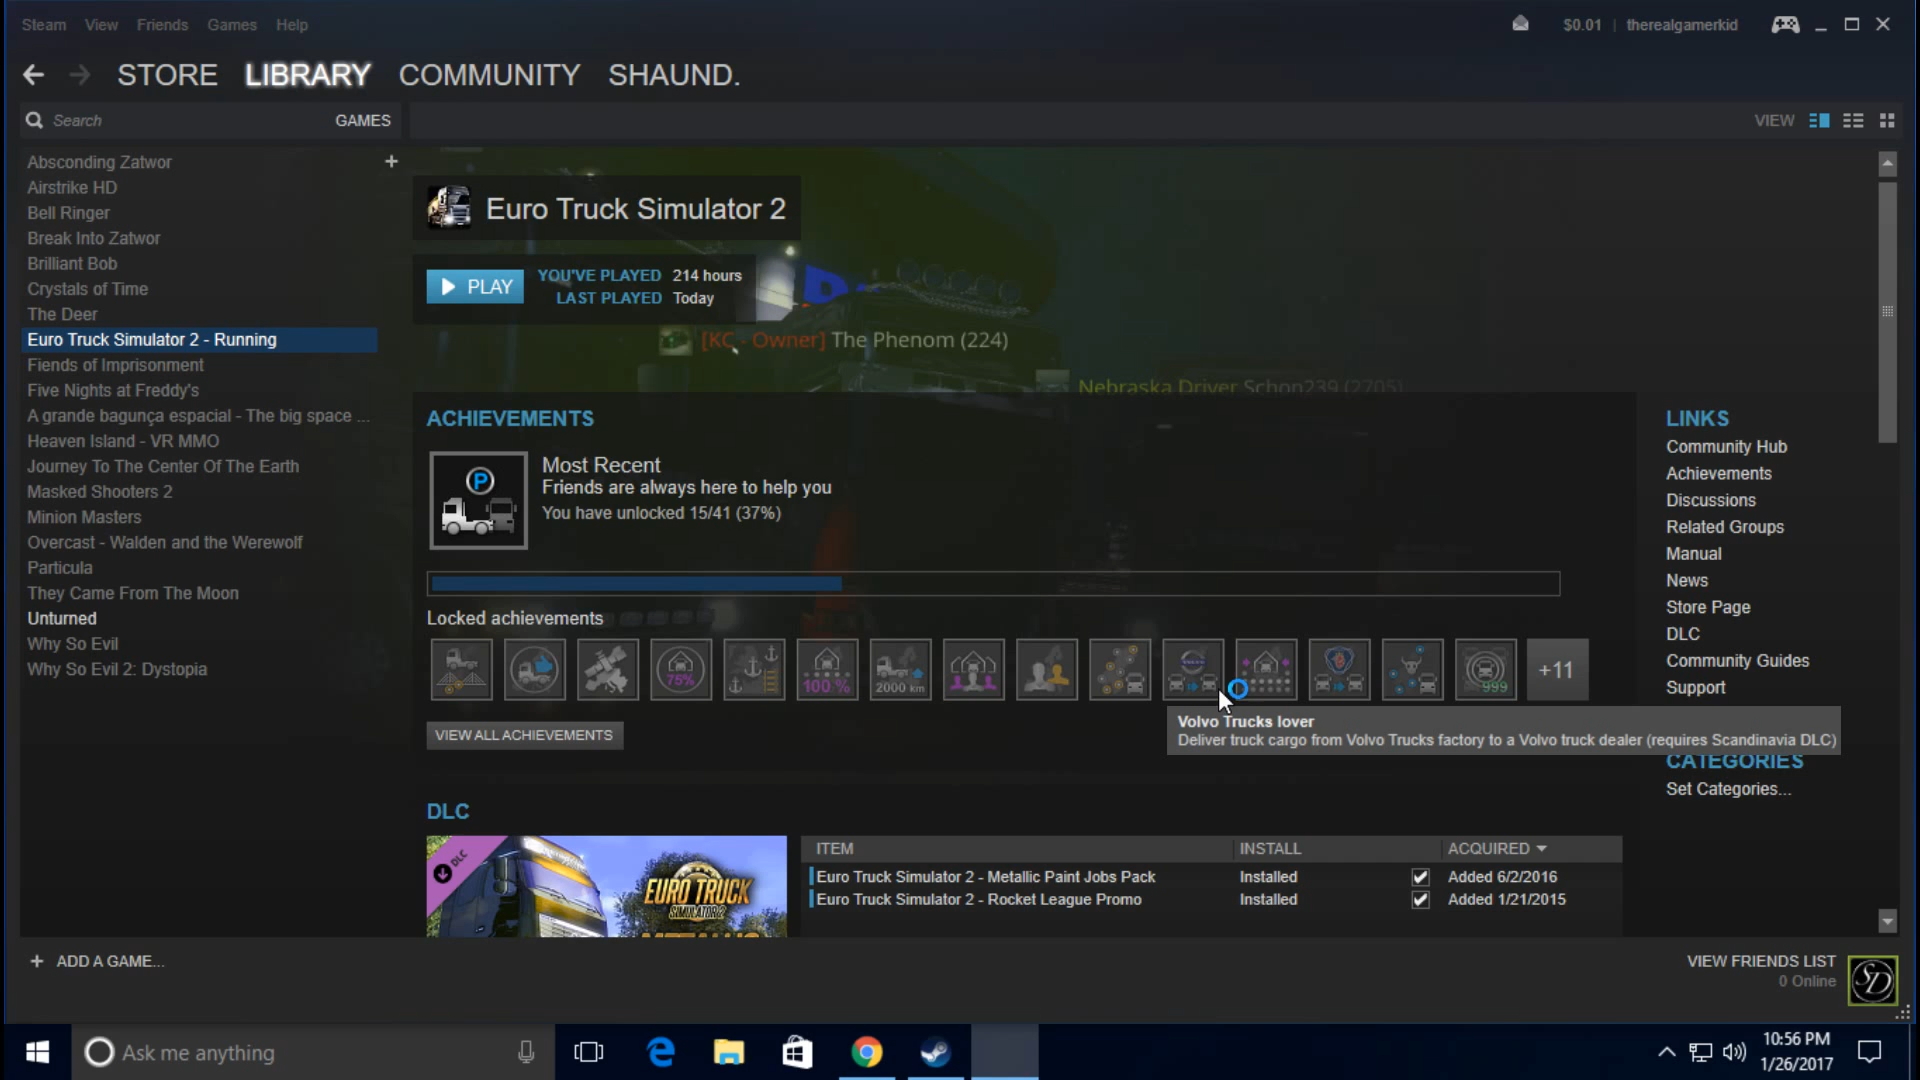 Steam View Friends Games Help
$0.01 | therealgamerkid
STORE LIBRARY COMMUNITY SHAUND.
Search GAMES
VIEW
Absconding Zatwor
Airstrike HD
Bell Ringer
Break Into Zatwor
Brilliant Bob
Crystals of Time
The Deer
Euro Truck Simulator 2 - Running
Fiends of Imprisonment
Five Nights at Freddy's
A grande bagunça espacial - The big space ...
Heaven Island - VR MMO
Journey To The Center Of The Earth
Masked Shooters 2
Minion Masters
Overcast - Walden and the Werewolf
Particula
They Came From The Moon
Unturned
Why So Evil
Why So Evil 2: Dystopia
+ ADD A GAME...
Euro Truck Simulator 2
PLAY
YOU'VE PLAYED 214 hours
LAST PLAYED Today
[KC - Owner] The Phenom (224)
Nebraska Driver Schon239 (2705)
ACHIEVEMENTS
P
Most Recent
Friends are always here to help you
You have unlocked 15/41 (37%)
Locked achievements
75%
100 %
2000 km
999
+11
VIEW ALL ACHIEVEMENTS
Volvo Trucks lover
Deliver truck cargo from Volvo Trucks factory to a Volvo truck dealer (requires Scandinavia DLC)
LINKS
Community Hub
Achievements
Discussions
Related Groups
Manual
News
Store Page
DLC
Community Guides
Support
CATEGORIES
Set Categories...
DLC
DLC
EURO TRUCK
SIMULATOR 2
METALLIC
ITEM INSTALL ACQUIRED
Euro Truck Simulator 2 - Metallic Paint Jobs Pack Installed Added 6/2/2016
Euro Truck Simulator 2 - Rocket League Promo Installed Added 1/21/2015
VIEW FRIENDS LIST
0 Online
SD
Ask me anything
10:56 PM
1/26/2017